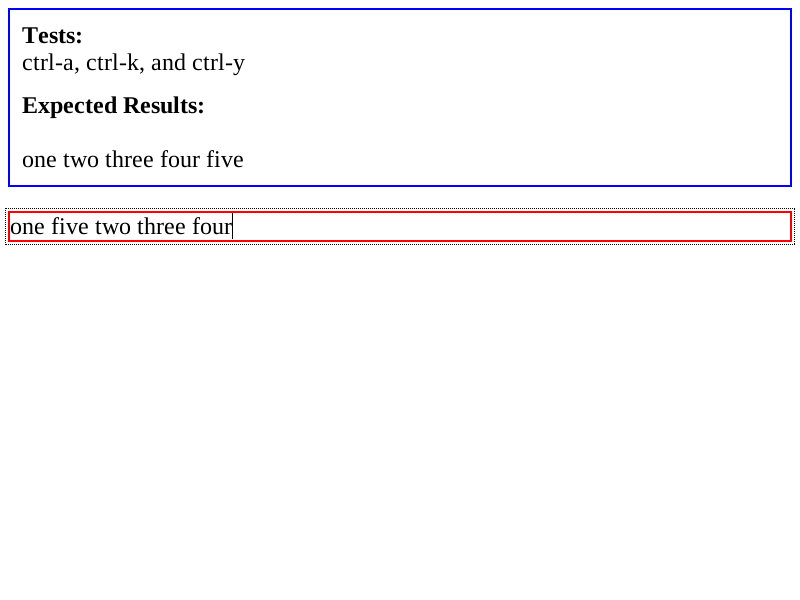 Tests:
ctrl-a, ctrl-k, and ctrl-y
Expected Results:
one two three four five
one five two three four